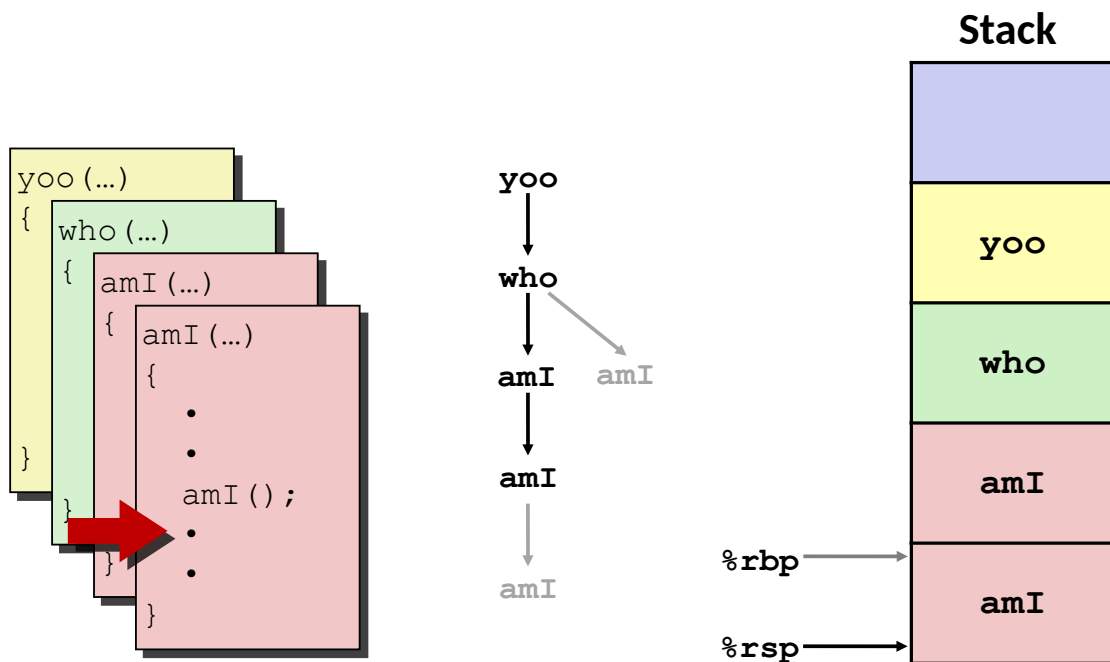 Stack
yoo(…)
{
}
who(…)
{
}
amI(…)
{
}
amI(…)
{
•
•
amI();
•
•
}
yoo
who
amI amI
amI
amI
yoo
who
amI
amI
%rbp
%rsp